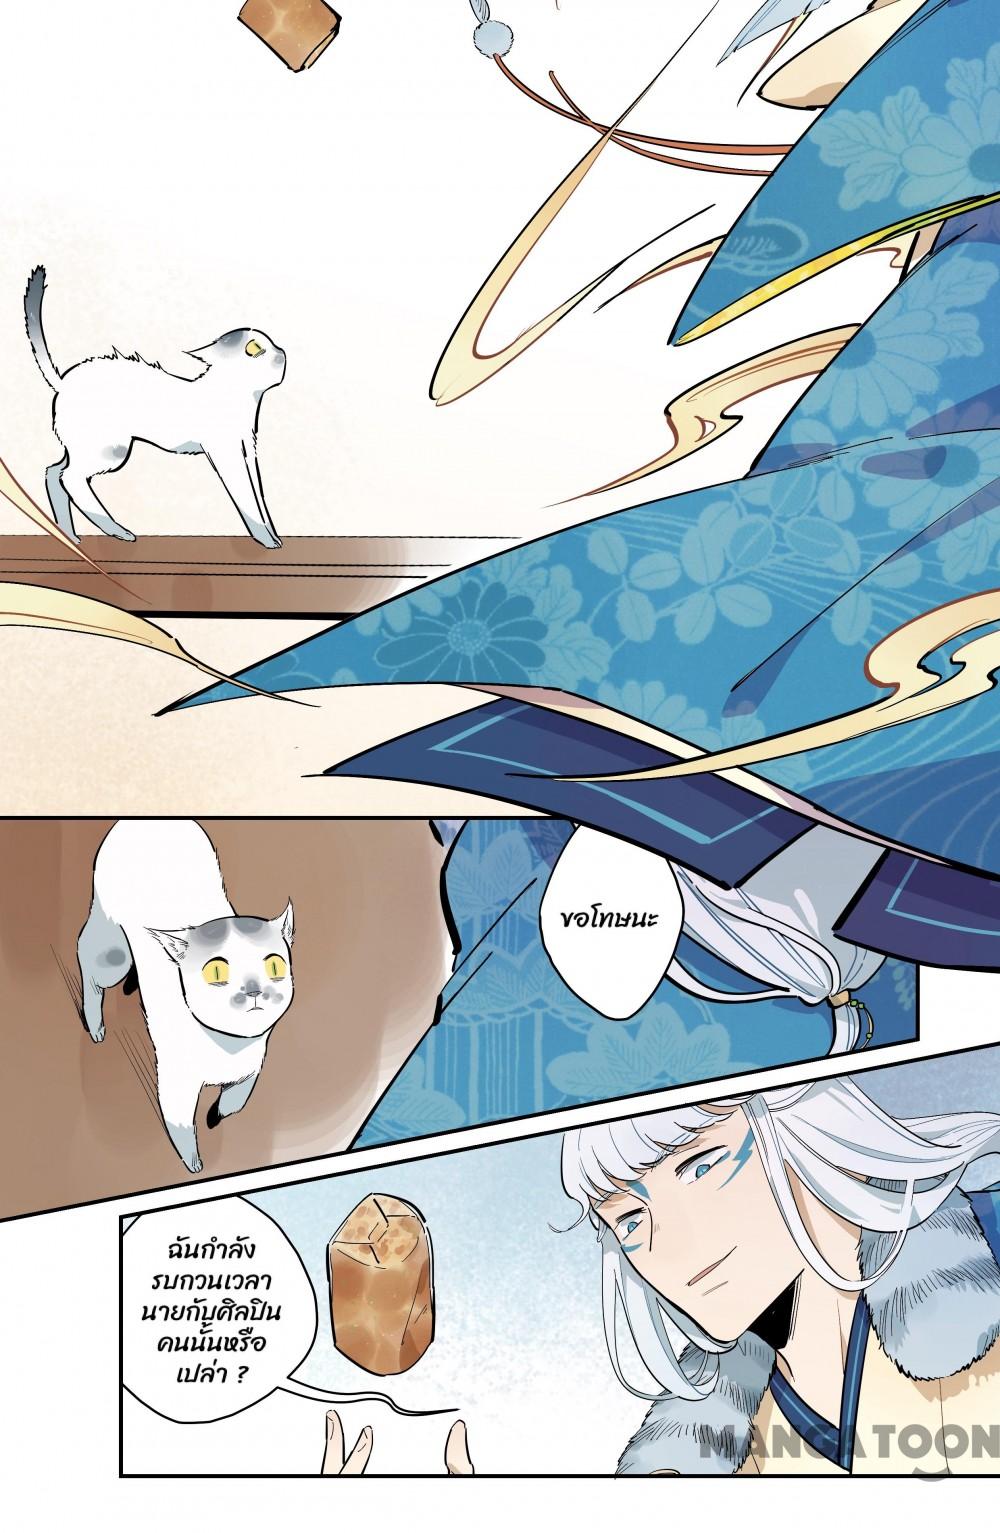 ขอโทษนะ
ฉันกำลัง
รบกวนเวลา
นายกับศิลปิน
คนนั้นหรือ
เปล่า ?
MANGA TOON